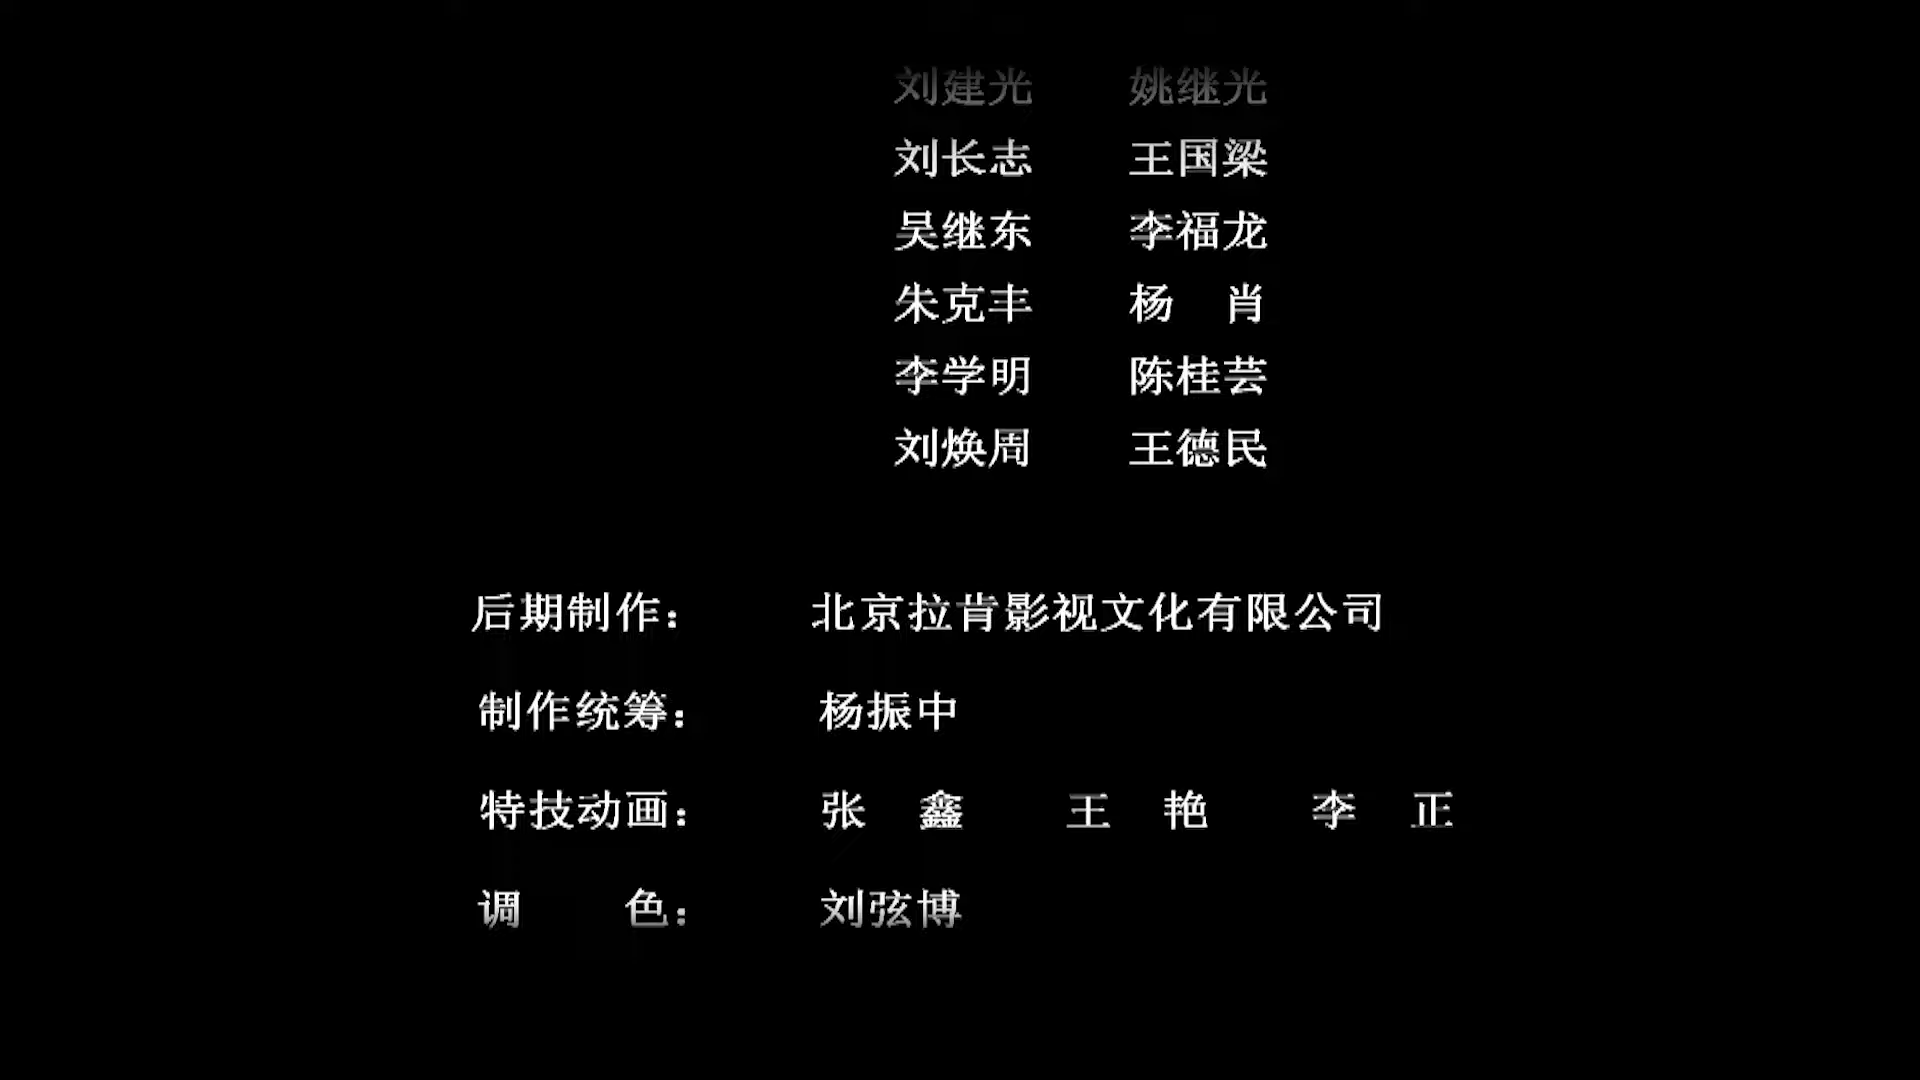 刘建光 姚继光
刘长志 王国梁
吴继东 李福龙
朱克丰 杨 肖
李学明 陈桂芸
刘焕周 王德民
后期制作： 北京拉肯影视文化有限公司
制作统筹： 杨振中
特技动画： 张 鑫 王 艳 李 正
调 色： 刘弦博